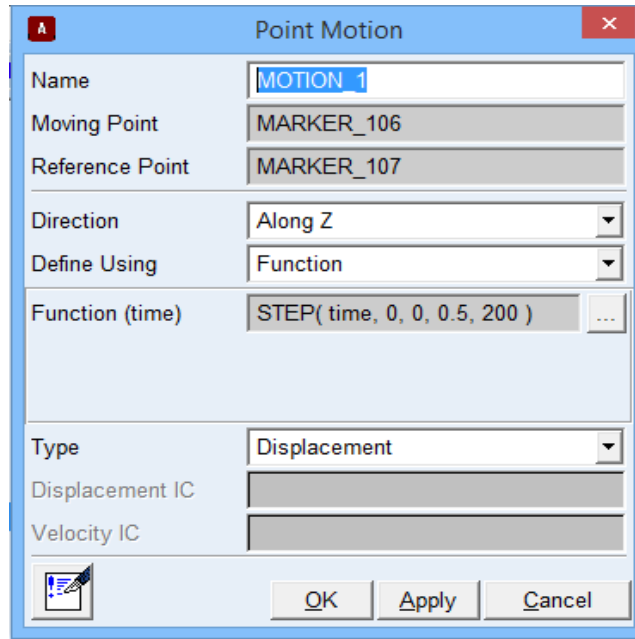 A Point Motion ×
Name MOTION_1
Moving Point MARKER_106
Reference Point MARKER_107
Direction Along Z
Define Using Function
Function (time) STEP( time, 0, 0, 0.5, 200 ) ...
Type Displacement
Displacement IC
Velocity IC
OK Apply Cancel